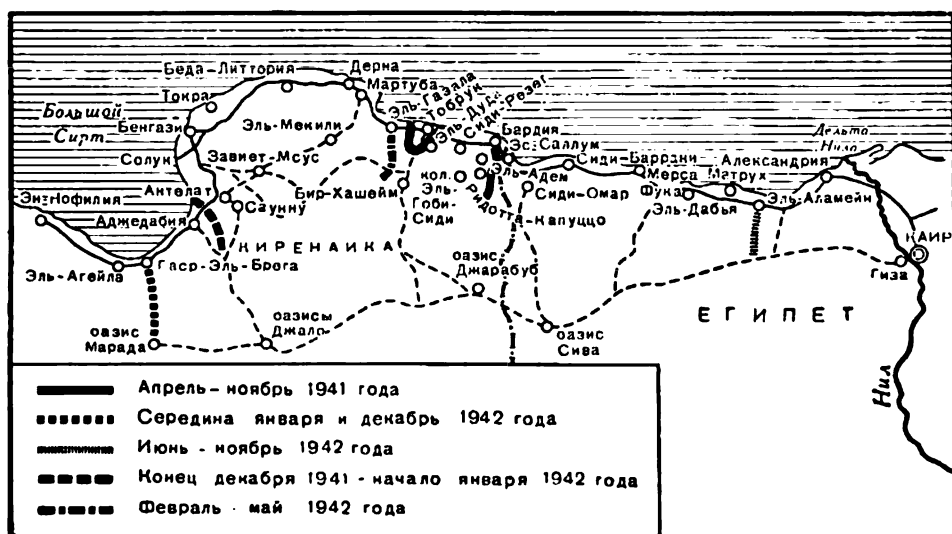 Беда-Литтория
Дерна
Мартуба
Токра
Эль-Газала
Тобрук
Эль-Дуда
Сиди-Резег
Большой
Сирт
Бенгази
Эль-Мекили
Бардия
Эс-Саллум
Сиди-Баррани
Дельта
Нила
Солук
Завиет-Мсус
Мерса Матрух
Александрия
Бир-Хашейм
кол.
Эль-
Гоби-
Сиди
Эль-Адем
Ридотта-Капуццо
Сиди-Омар
Фука
Эль-Дабья
Эль-Аламейн
Антелат
Саунну
Эн-Нофилия
Аджедабия
КИРЕНАИКА
КАИР
Эль-Агейла
Гаср-Эль-Брега
оазис
Джарабуб
Гиза
оазис
Марада
оазисы
Джало
оазис
Сива
ЕГИПЕТ
Нил
Апрель-ноябрь 1941 года
Середина января и декабрь 1942 года
Июнь - ноябрь 1942 года
Конец декабря 1941 - начало января 1942 года
Февраль - май 1942 года